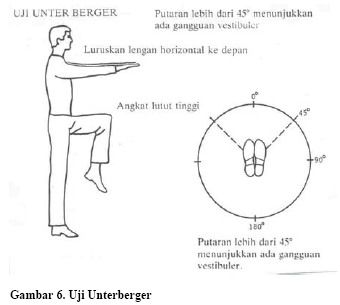 UJI UNTER BERGER
Putaran lebih dari 45° menunjukkan
ada gangguan vestibuler
Luruskan lengan horizontal ke depan
Angkat lutut tinggi
0°
45°
90°
180°
Putaran lebih dari 45°
menunjukkan ada gangguan
vestibuler.
Gambar 6. Uji Unterberger